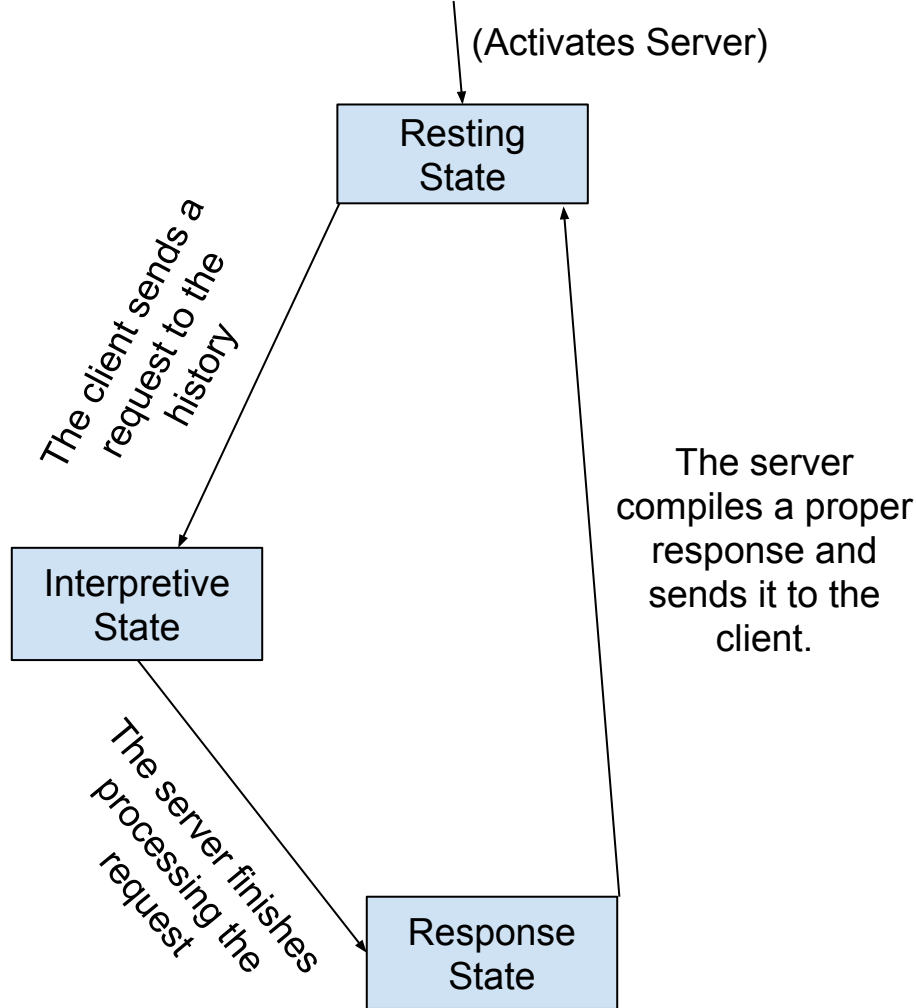 (Activates Server)
Resting
State
The client sends a
request to the
history
Interpretive
State
The server
compiles a proper
response and
sends it to the
client.
The server finishes
processing the
request
Response
State